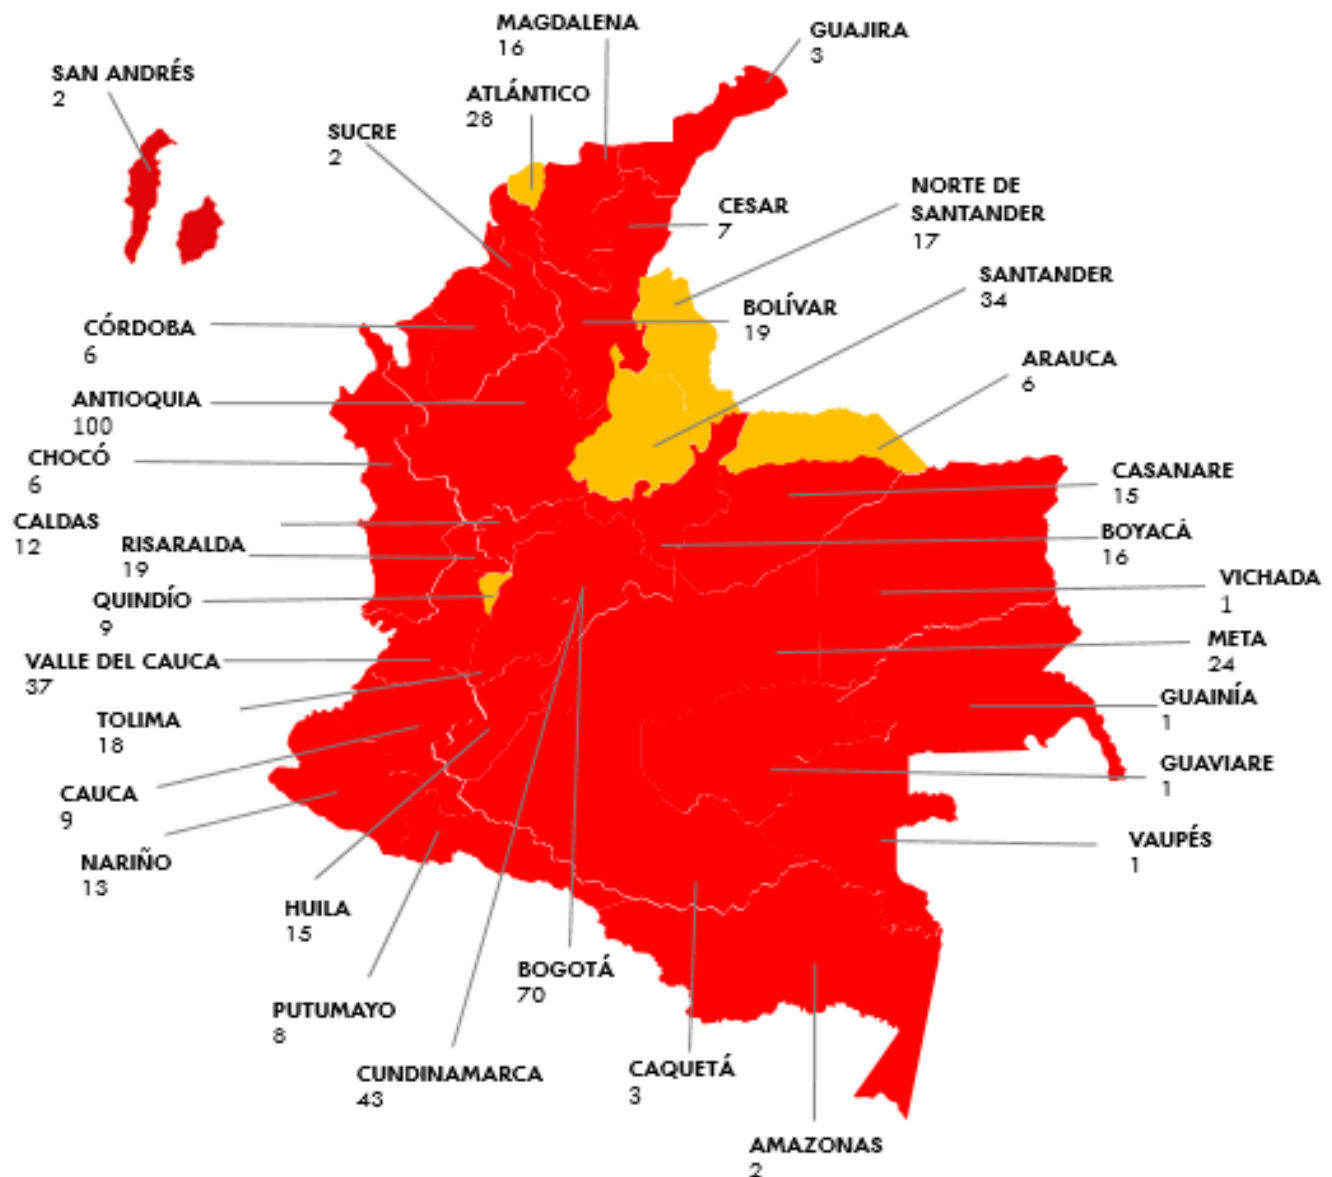 MAGDALENA
16
GUAJIRA
3
SAN ANDRÉS
2
ATLÁNTICO
28
SUCRE
2
NORTE DE
SANTANDER
17
CESAR
7
SANTANDER
34
BOLÍVAR
19
CÓRDOBA
6
ARAUCA
6
ANTIOQUIA
100
CHOCÓ
6
CASANARE
15
CALDAS
12
BOYACÁ
16
RISARALDA
19
VICHADA
1
QUINDÍO
9
META
24
VALLE DEL CAUCA
37
GUAINÍA
1
TOLIMA
18
GUAVIARE
1
CAUCA
9
VAUPÉS
1
NARIÑO
13
HUILA
15
BOGOTÁ
70
PUTUMAYO
8
CUNDINAMARCA
43
CAQUETÁ
3
AMAZONAS
2